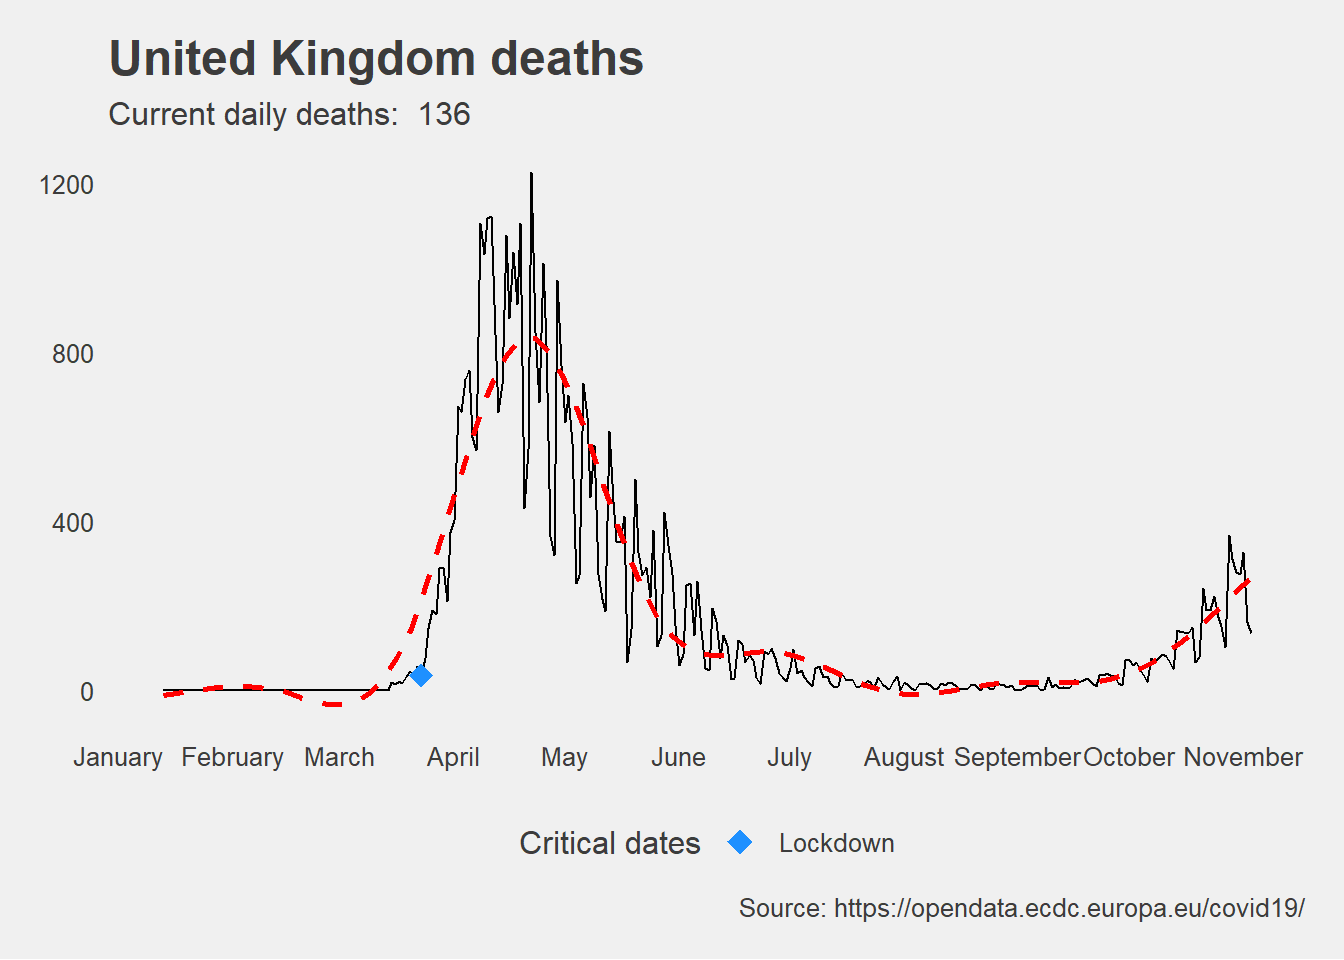 United Kingdom deaths
Current daily deaths:  136
1200
800
400
0
January February March April May June July August September October November
Critical dates Lockdown
Source: https://opendata.ecdc.europa.eu/covid19/